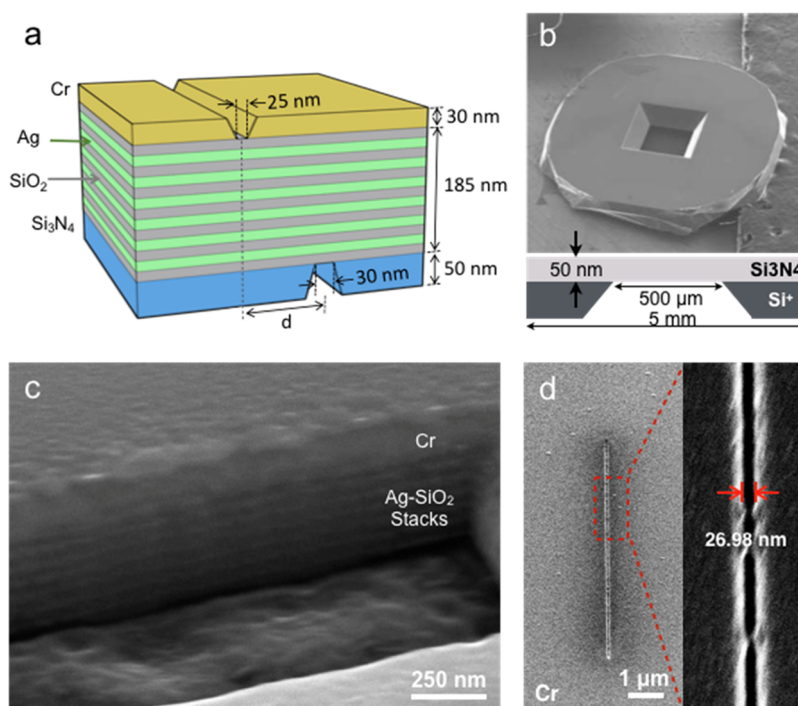 a
Cr
25 nm
30 nm
Ag
SiO₂
185 nm
Si₃N₄
30 nm
50 nm
d
b
50 nm
Si3N4
500 µm
Si⁺
5 mm
c
Cr
Ag-SiO₂
Stacks
250 nm
d
26.98 nm
Cr
1 µm